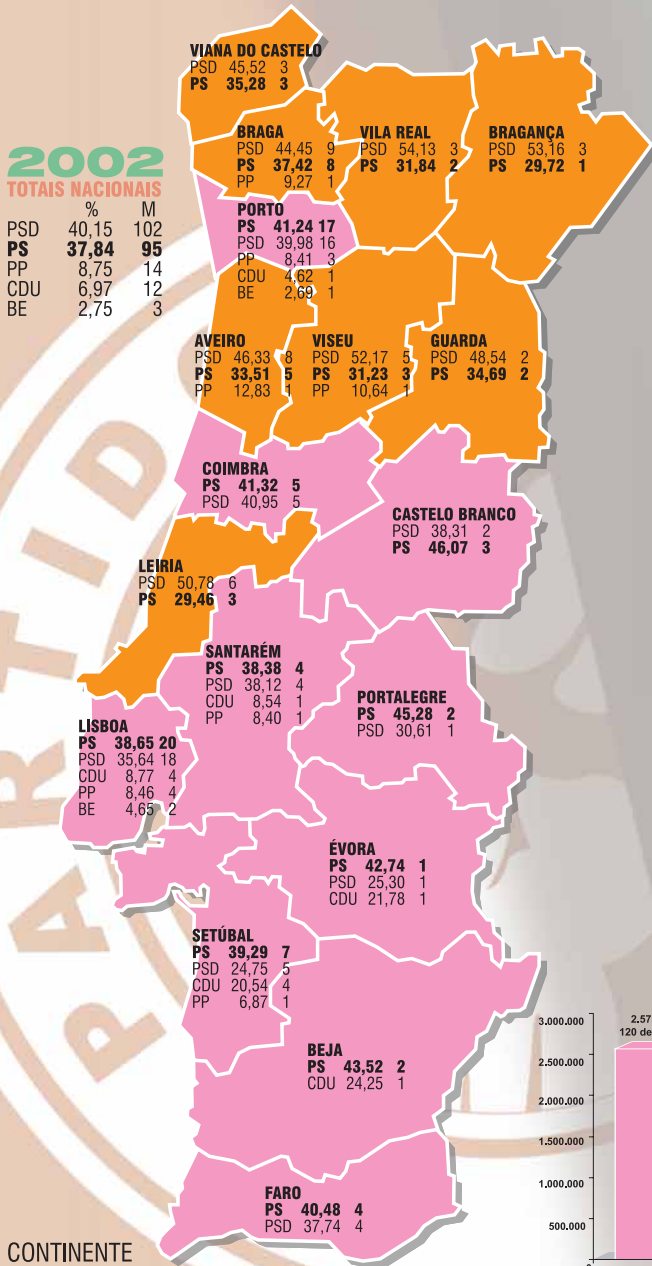 VIANA DO CASTELO
PSD 45,52 3
PS 35,28 3
BRAGA
PSD 44,45 9
PS 37,42 8
PP 9,27 1
VILA REAL
PSD 54,13 3
PS 31,84 2
BRAGANÇA
PSD 53,16 3
PS 29,72 1
2002
TOTAIS NACIONAIS
% M
PSD 40,15 102
PS 37,84 95
PP 8,75 14
CDU 6,97 12
BE 2,75 3
PORTO
PS 41,24 17
PSD 39,98 16
PP 8,41 3
CDU 4,62 1
BE 2,69 1
AVEIRO
PSD 46,33 8
PS 33,51 5
PP 12,83 1
VISEU
PSD 52,17 5
PS 31,23 3
PP 10,64 1
GUARDA
PSD 48,54 2
PS 34,69 2
COIMBRA
PS 41,32 5
PSD 40,95 5
CASTELO BRANCO
PSD 38,31 2
PS 46,07 3
LEIRIA
PSD 50,78 6
PS 29,46 3
SANTARÉM
PS 38,38 4
PSD 38,12 4
CDU 8,54 1
PP 8,40 1
PORTALEGRE
PS 45,28 2
PSD 30,61 1
LISBOA
PS 38,65 20
PSD 35,64 18
CDU 8,77 4
PP 8,46 4
BE 4,65 2
ÉVORA
PS 42,74 1
PSD 25,30 1
CDU 21,78 1
SETÚBAL
PS 39,29 7
PSD 24,75 5
CDU 20,54 4
PP 6,87 1
BEJA
PS 43,52 2
CDU 24,25 1
FARO
PS 40,48 4
PSD 37,74 4
CONTINENTE
PARTID
2.57
120 de
3.000.000
2.500.000
2.000.000
1.500.000
1.000.000
500.000